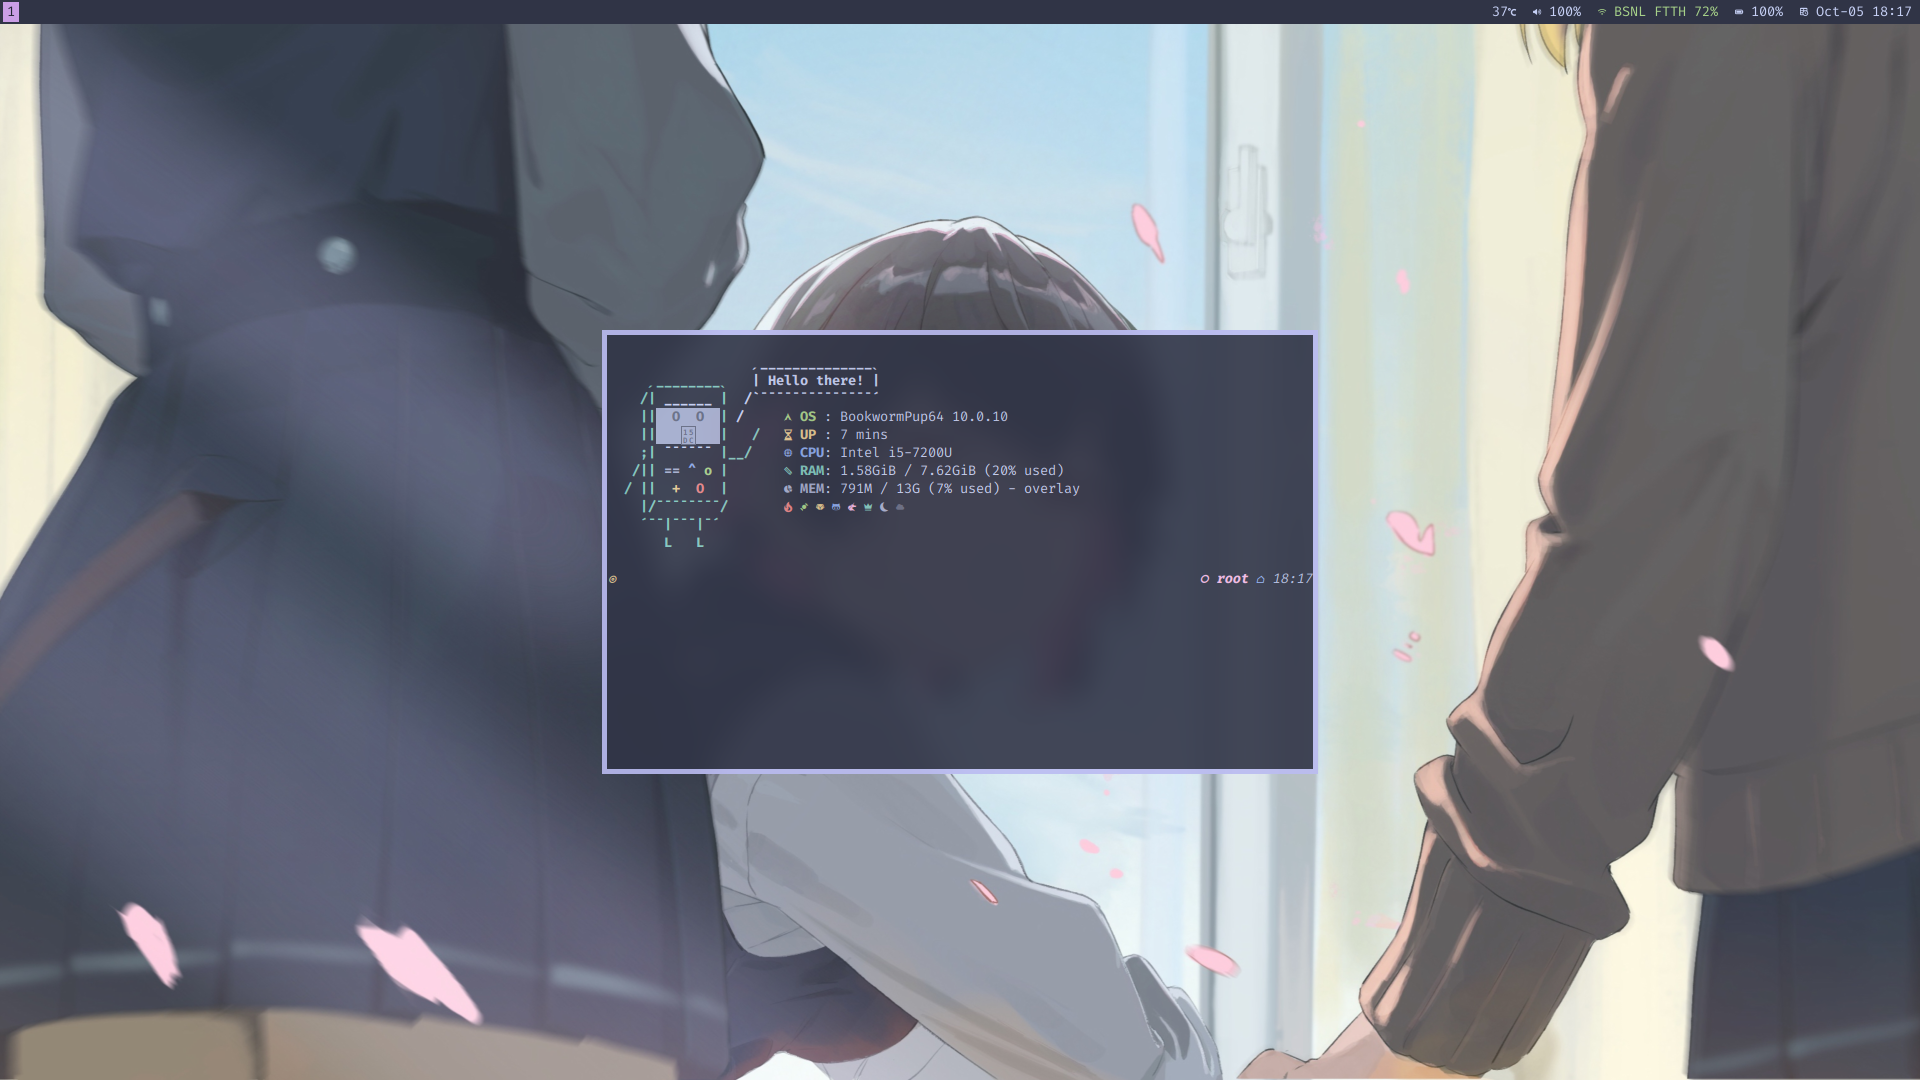 1
37℃ 100% BSNL FTTH 72% 100% Oct-05 18:17
Hello there!
OS : BookwormPup64 10.0.10
UP : 7 mins
CPU: Intel i5-7200U
RAM: 1.58GiB / 7.62GiB (20% used)
MEM: 791M / 13G (7% used) - overlay
root 18:17